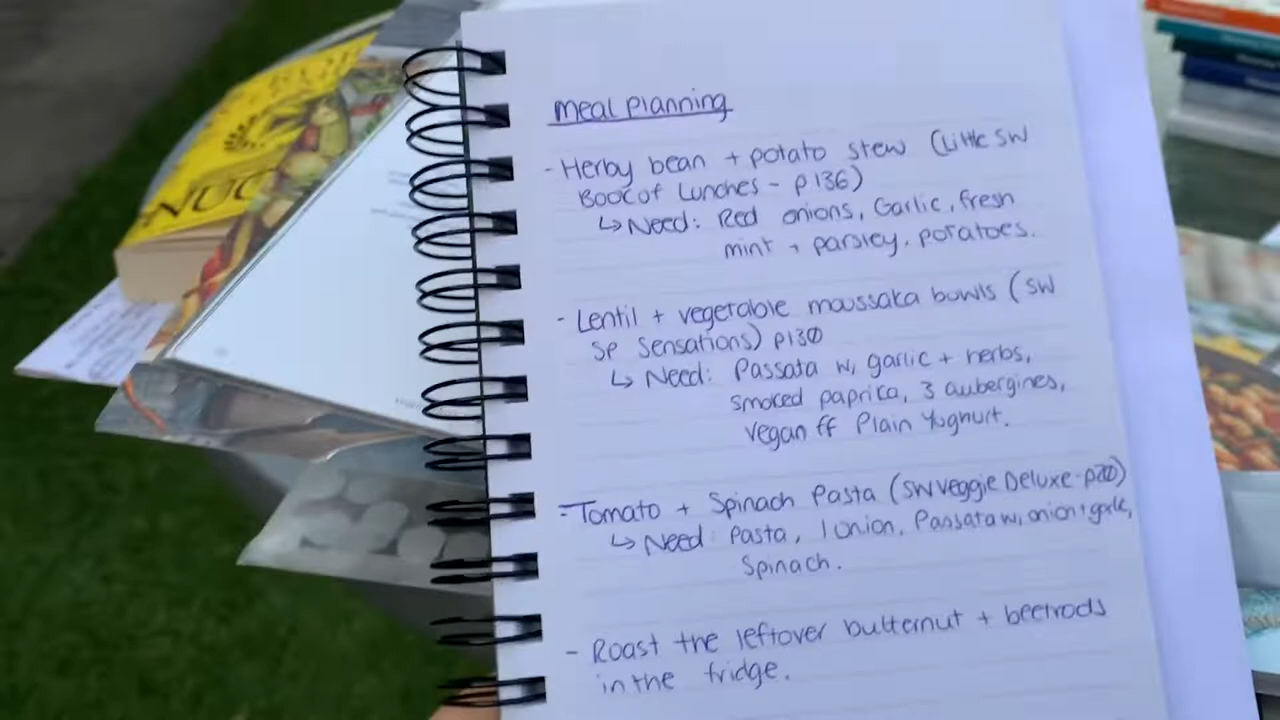 meal planning
- Herby bean + potato stew (Little SW
Book of Lunches - p136)
↳ Need: Red onions, Garlic, fresh
mint + parsley, potatoes.
- Lentil + vegetable moussaka bowls (SW
SP Sensations) p130
↳ Need: Passata w, garlic + herbs,
smoked paprika, 3 aubergines,
Vegan ff Plain Yoghurt.
- Tomato + Spinach Pasta (SW Veggie Deluxe - p20)
↳ Need: Pasta, 1 onion, Passata w, onion + garlic,
Spinach.
- Roast the leftover butternut + beetroots
in the fridge.